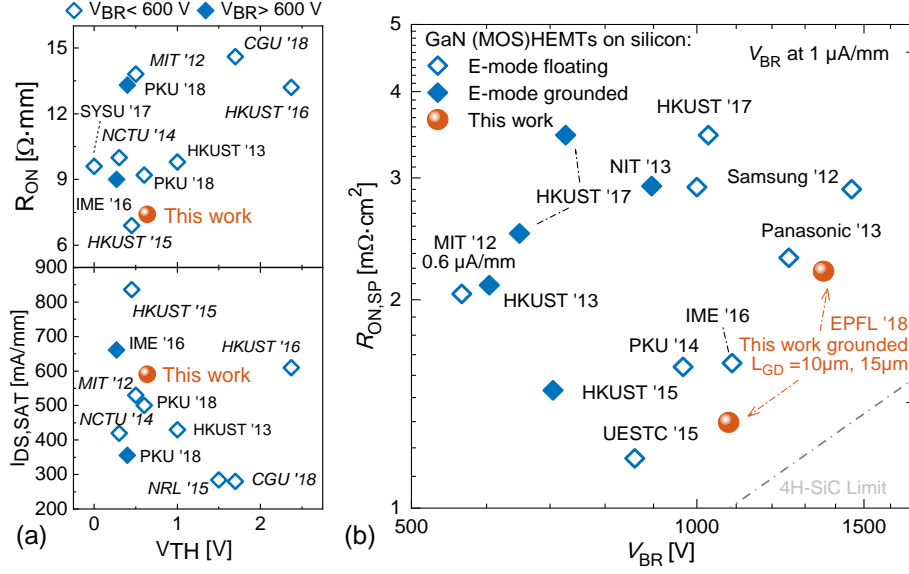 V_BR< 600 V V_BR> 600 V
15
12
9
6
R_ON [Ω·mm]
MIT '12
CGU '18
PKU '18
HKUST '16
SYSU '17
NCTU '14
HKUST '13
PKU '18
IME '16
This work
HKUST '15
900
800
700
600
500
400
300
200
I_DS,SAT [mA/mm]
HKUST '15
IME '16
HKUST '16
This work
MIT '12
PKU '18
NCTU '14
HKUST '13
PKU '18
NRL '15
CGU '18
0 1 2
(a)
V_TH [V]
5
4
3
2
1
R_ON,SP [mΩ·cm²]
GaN (MOS)HEMTs on silicon:
E-mode floating
E-mode grounded
This work
V_BR at 1 µA/mm
HKUST '17
NIT '13
HKUST '17
Samsung '12
MIT '12
0.6 µA/mm
Panasonic '13
HKUST '13
IME '16
EPFL '18
PKU '14
This work grounded
L_GD =10µm, 15µm
HKUST '15
UESTC '15
4H-SiC Limit
500 1000 1500
(b)
V_BR [V]